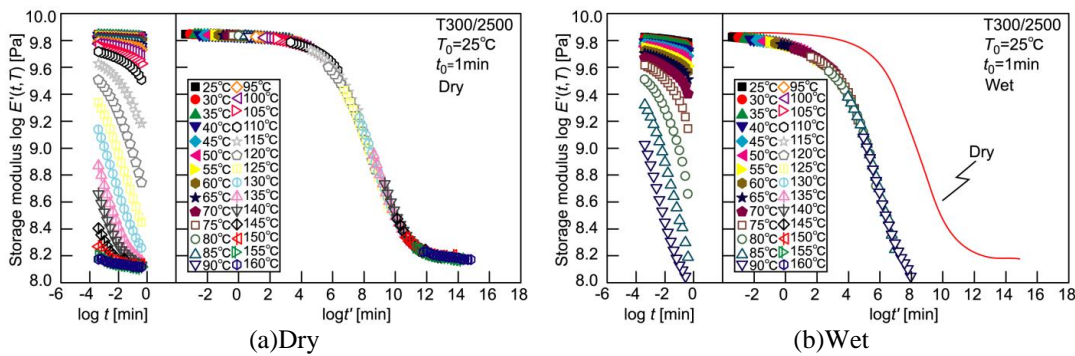 Storage modulus log E'(t,T) [Pa]
10.0
9.8
9.6
9.4
9.2
9.0
8.8
8.6
8.4
8.2
8.0
-6 -4 -2 0
log t [min]
-4 -2 0 2 4 6 8 10 12 14 16 18
logt' [min]
T300/2500
T₀=25°C
t₀=1min
Dry
25°C 95°C
30°C 100°C
35°C 105°C
40°C 110°C
45°C 115°C
50°C 120°C
55°C 125°C
60°C 130°C
65°C 135°C
70°C 140°C
75°C 145°C
80°C 150°C
85°C 155°C
90°C 160°C
(a)Dry
Storage modulus log E'(t,T) [Pa]
10.0
9.8
9.6
9.4
9.2
9.0
8.8
8.6
8.4
8.2
8.0
-6 -4 -2 0
log t [min]
-2 0 2 4 6 8 10 12 14 16 18
logt' [min]
T300/2500
T₀=25°C
t₀=1min
Wet
Dry
25°C 95°C
30°C 100°C
35°C 105°C
40°C 110°C
45°C 115°C
50°C 120°C
55°C 125°C
60°C 130°C
65°C 135°C
70°C 140°C
75°C 145°C
80°C 150°C
85°C 155°C
90°C 160°C
(b)Wet